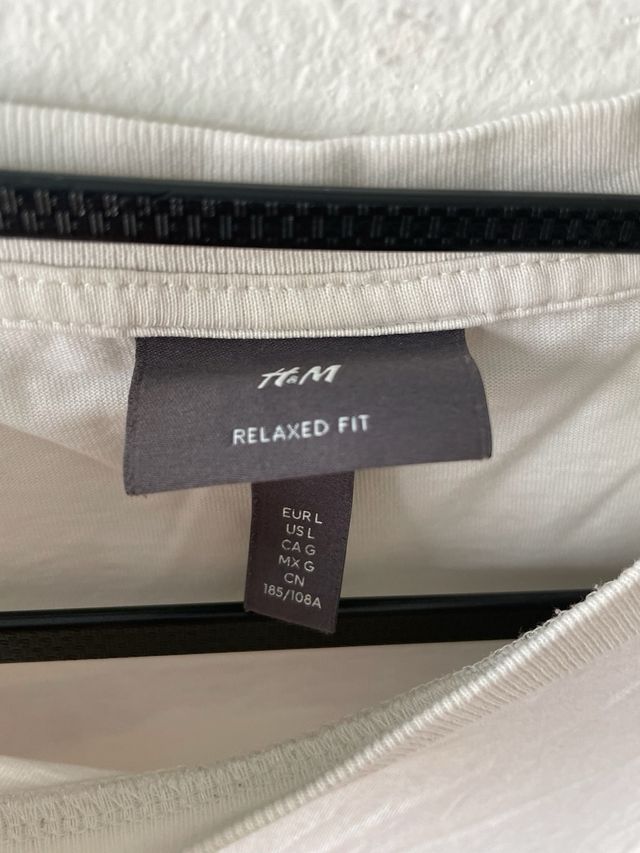 H&M
RELAXED FIT
EUR L
US L
CA G
MX G
CN
185/108A